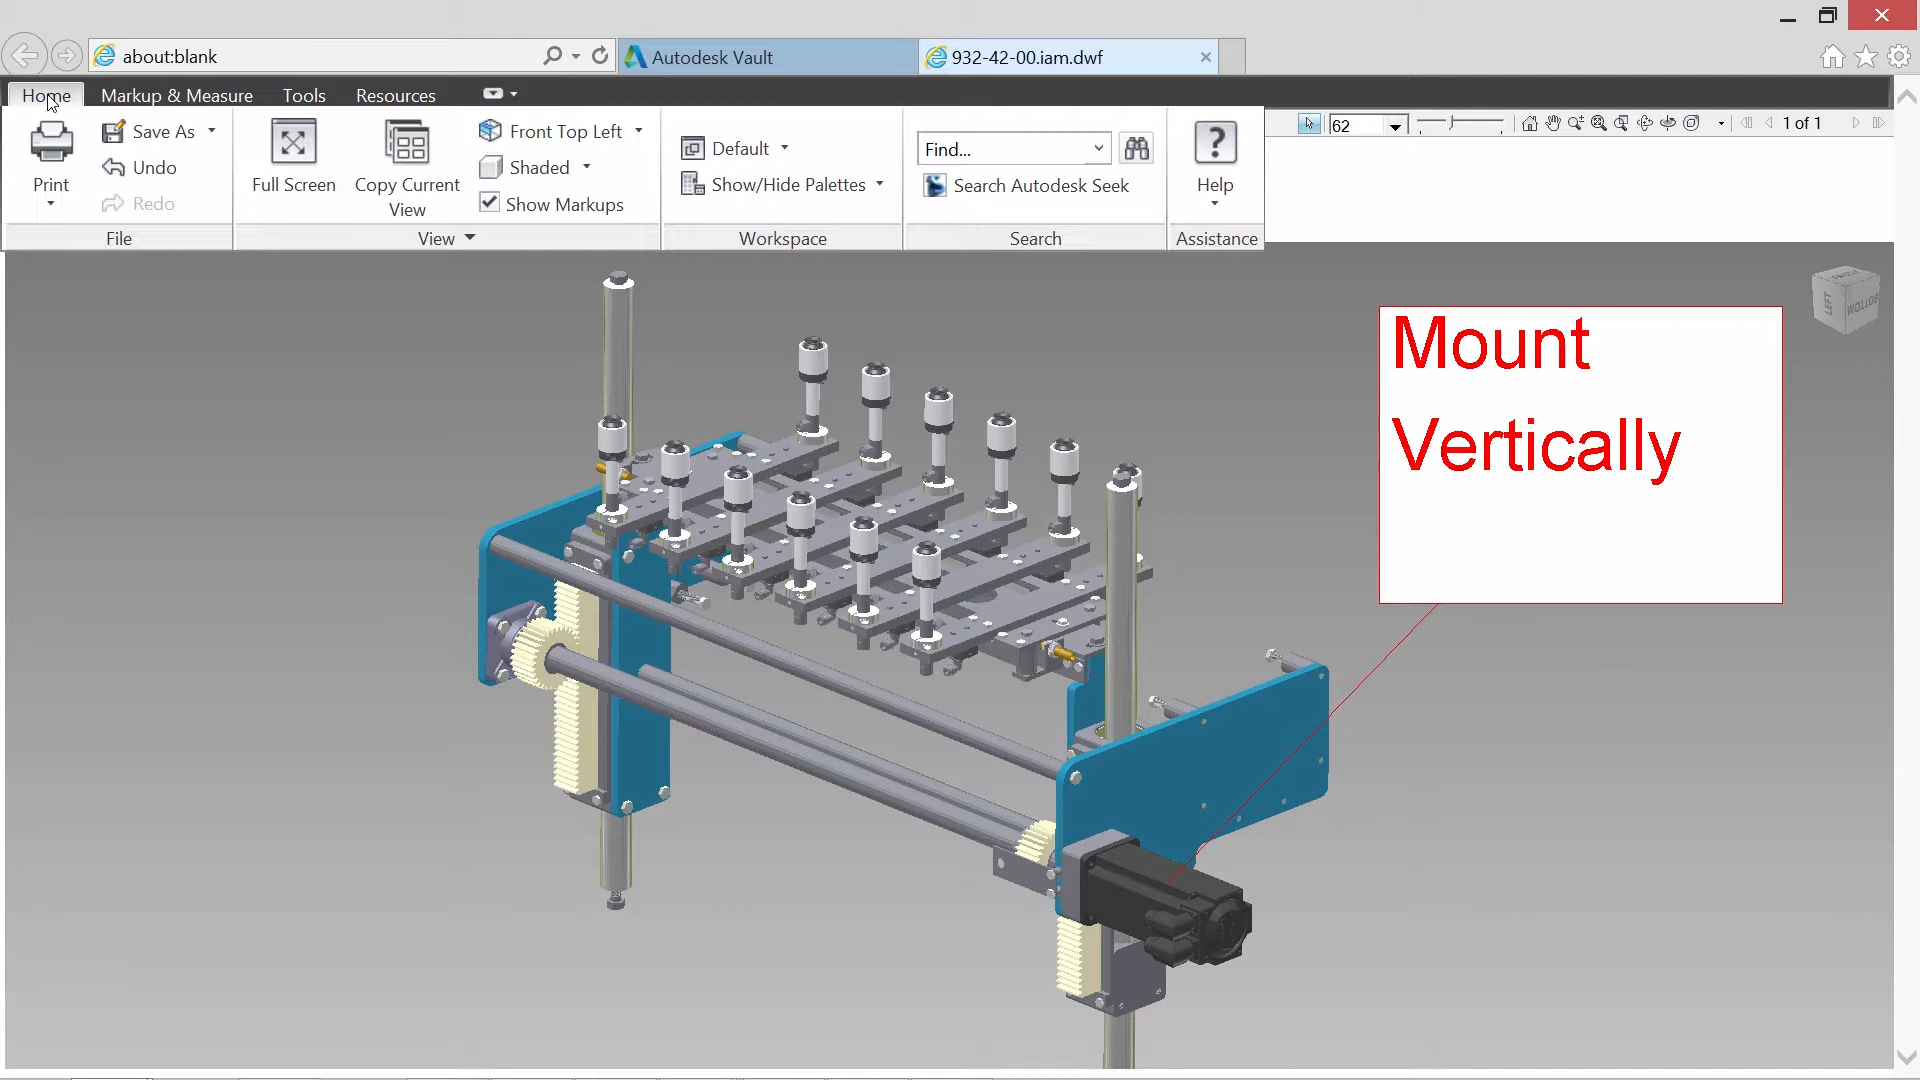 about:blank
Autodesk Vault
932-42-00.iam.dwf
Home
Markup & Measure
Tools
Resources
Print
Save As
Undo
Redo
File
Full Screen
Copy Current
View
Front Top Left
Shaded
Show Markups
View
Default
Show/Hide Palettes
Workspace
Find...
Search Autodesk Seek
Search
Help
Assistance
62
1 of 1
Mount
Vertically
LEFT
BOTTOM